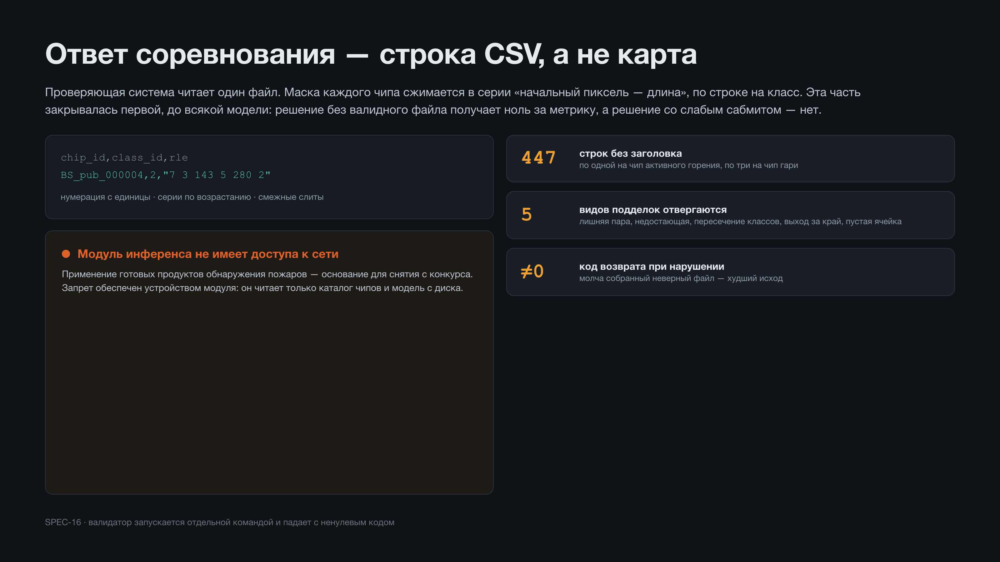 Ответ соревнования — строка CSV, а не карта
Проверяющая система читает один файл. Маска каждого чипа сжимается в серии «начальный пиксель — длина», по строке на класс. Эта часть
закрывалась первой, до всякой модели: решение без валидного файла получает ноль за метрику, а решение со слабым сабмитом — нет.
chip_id,class_id,rle
BS_pub_000004,2,"7 3 143 5 280 2"
нумерация с единицы · серии по возрастанию · смежные слиты
Модуль инференса не имеет доступа к сети
Применение готовых продуктов обнаружения пожаров — основание для снятия с конкурса.
Запрет обеспечен устройством модуля: он читает только каталог чипов и модель с диска.
447
строк без заголовка
по одной на чип активного горения, по три на чип гари
5
видов подделок отвергаются
лишняя пара, недостающая, пересечение классов, выход за край, пустая ячейка
≠0
код возврата при нарушении
молча собранный неверный файл — худший исход
SPEC-16 · валидатор запускается отдельной командой и падает с ненулевым кодом